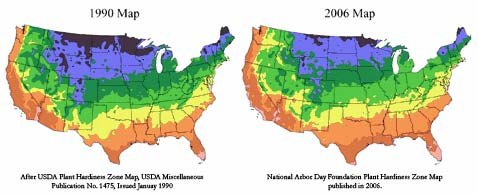 1990 Map
2006 Map
After USDA Plant Hardiness Zone Map, USDA Miscellaneous
Publication No. 1475, Issued Januay 1990
National Arbor Day Foundation Plant Hardiness Zone Map
published in 2006.